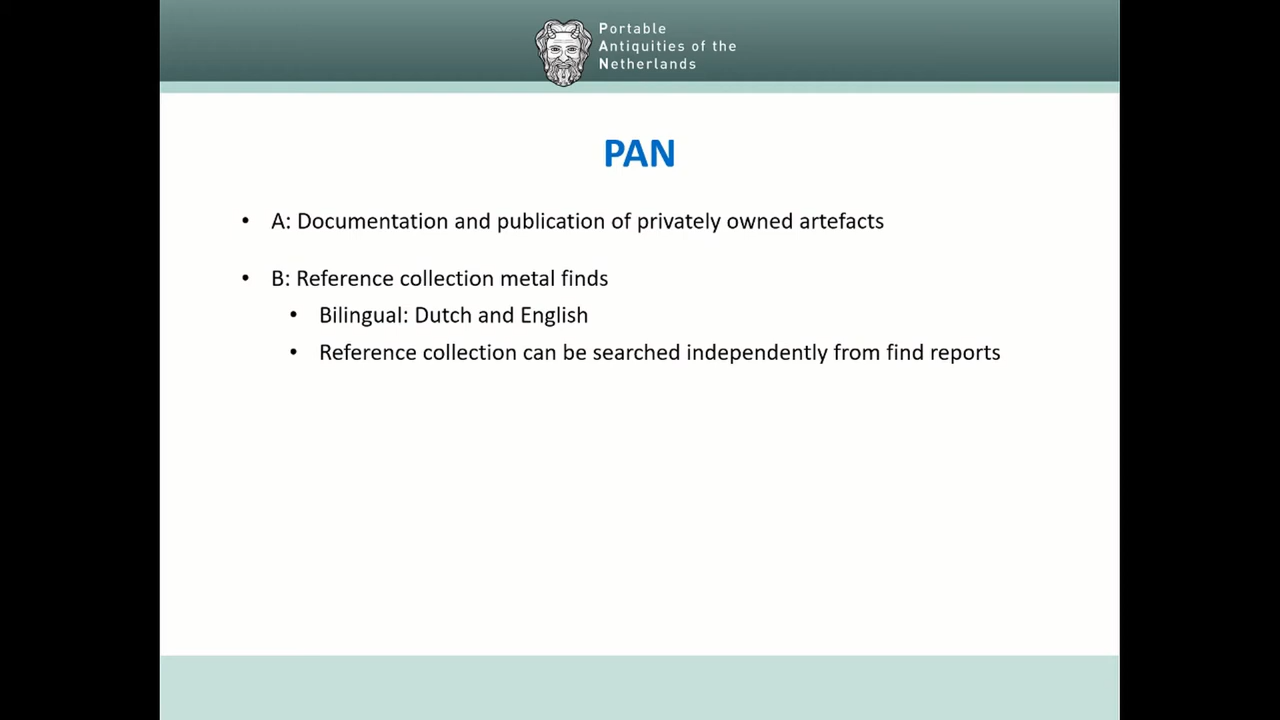 Portable
Antiquities of the
Netherlands
PAN
• A: Documentation and publication of privately owned artefacts
• B: Reference collection metal finds
• Bilingual: Dutch and English
• Reference collection can be searched independently from find reports